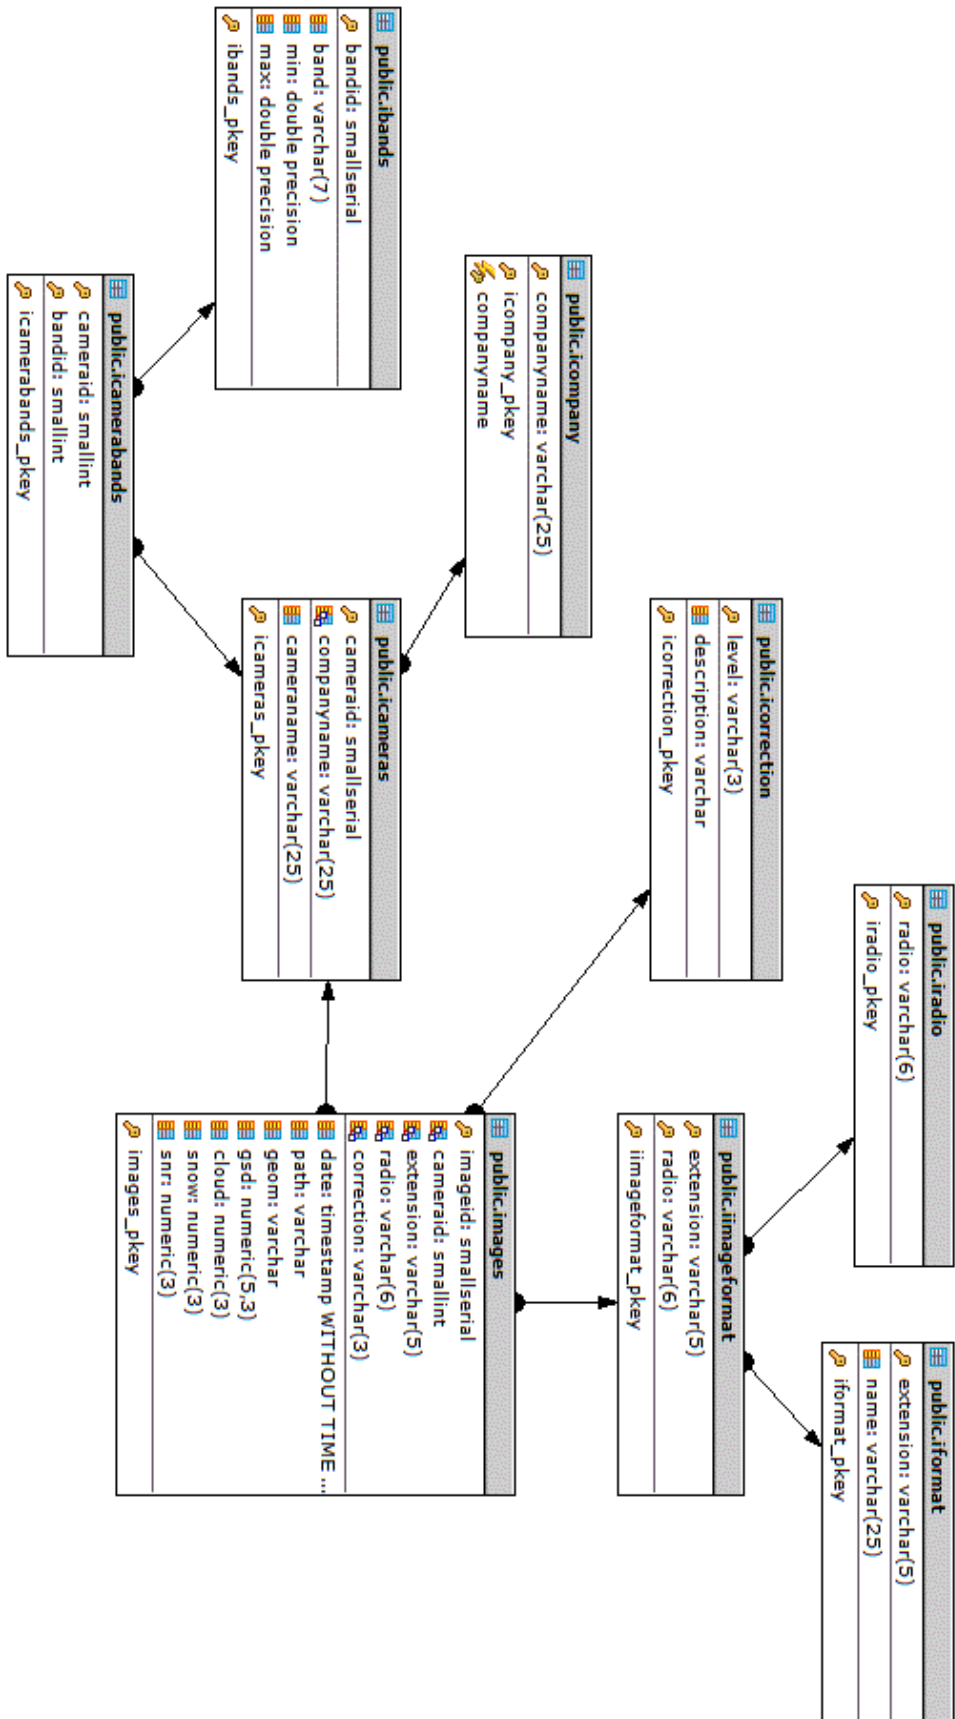 public.ibands
bandid: smallserial
band: varchar(7)
min: double precision
max: double precision
ibands_pkey
public.icompany
companyname: varchar(25)
icompany_pkey
companyname
public.icamerabands
cameraid: smallint
bandid: smallint
icamerabands_pkey
public.icameras
cameraid: smallserial
companyname: varchar(25)
cameraname: varchar(25)
icameras_pkey
public.icorrection
level: varchar(3)
description: varchar
icorrection_pkey
public.iradio
radio: varchar(6)
iradio_pkey
public.iimageformat
extension: varchar(5)
radio: varchar(6)
iimageformat_pkey
public.images
imageid: smallserial
cameraid: smallint
extension: varchar(5)
radio: varchar(6)
correction: varchar(3)
date: timestamp WITHOUT TIME ...
path: varchar
geom: varchar
gsd: numeric(5,3)
cloud: numeric(3)
snow: numeric(3)
snr: numeric(3)
images_pkey
public.iformat
extension: varchar(5)
name: varchar(25)
iformat_pkey